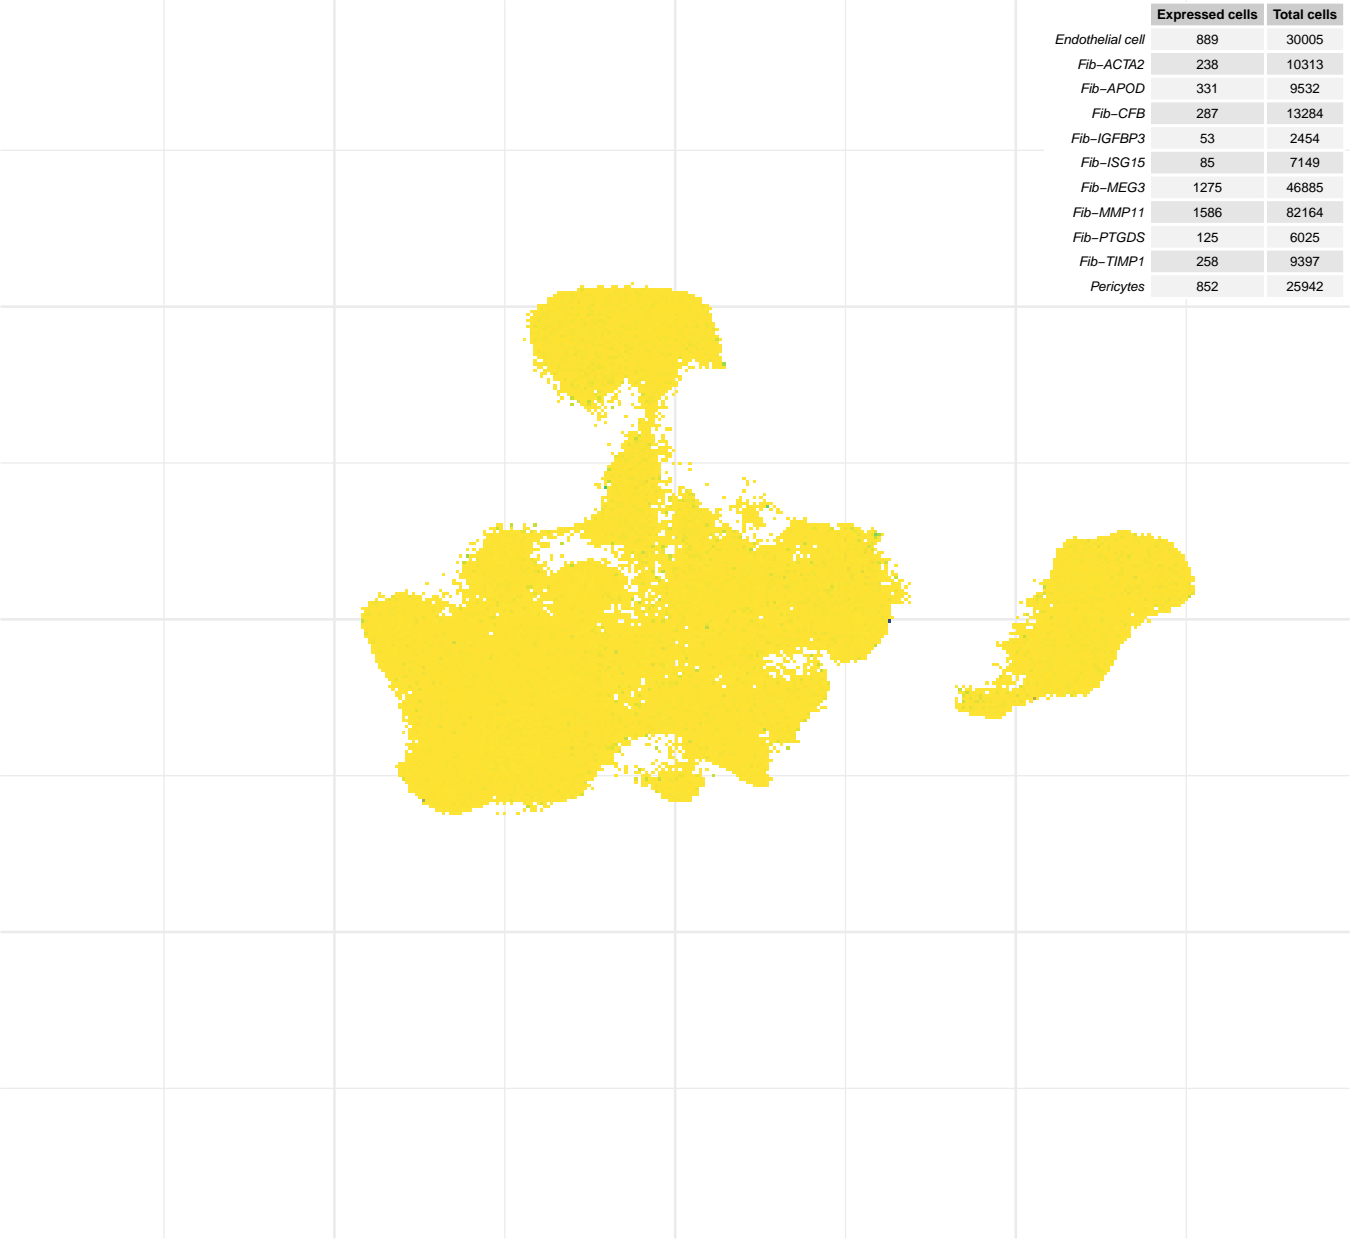 Expressed cells Total cells
Endothelial cell 889 30005
Fib−ACTA2 238 10313
Fib−APOD 331 9532
Fib−CFB 287 13284
Fib−IGFBP3 53 2454
Fib−ISG15 85 7149
Fib−MEG3 1275 46885
Fib−MMP11 1586 82164
Fib−PTGDS 125 6025
Fib−TIMP1 258 9397
Pericytes 852 25942